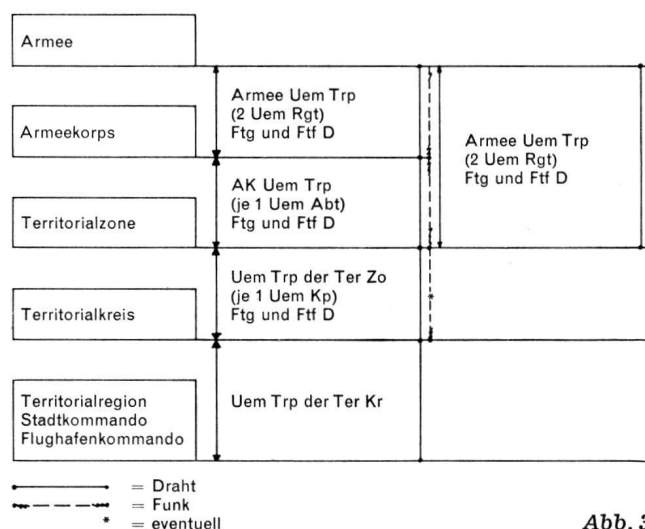 Armee
Armeekorps
Territorialzone
Territorialkreis
Territorialregion
Stadtkommando
Flughafenkommando
Armee Uem Trp
(2 Uem Rgt)
Ftg und Ftf D
AK Uem Trp
(je 1 Uem Abt)
Ftg und Ftf D
Uem Trp der Ter Zo
(je 1 Uem Kp)
Ftg und Ftf D
Uem Trp der Ter Kr
Armee Uem Trp
(2 Uem Rgt)
Ftg und Ftf D
*
= Draht
= Funk
* = eventuell
Abb. 3